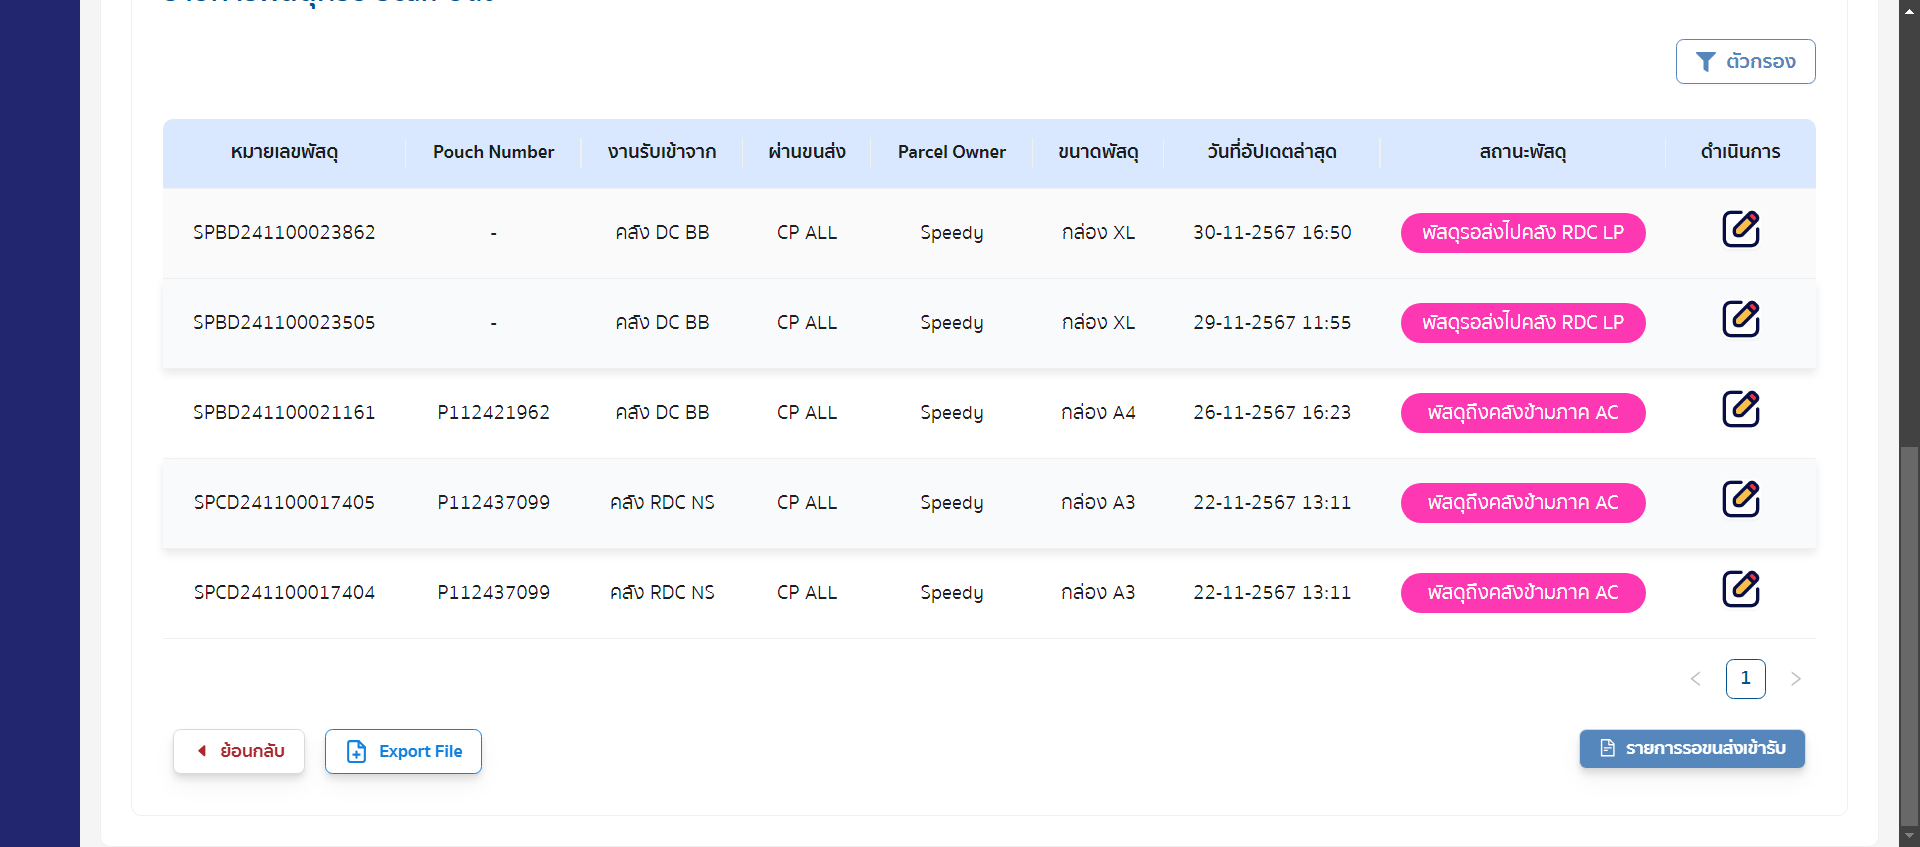 ตัวกรอง
หมายเลขพัสดุ Pouch Number งานรับเข้าจาก ผ่านขนส่ง Parcel Owner ขนาดพัสดุ วันที่อัปเดตล่าสุด สถานะพัสดุ ดำเนินการ
SPBD241100023862 - คลัง DC BB CP ALL Speedy กล่อง XL 30-11-2567 16:50 พัสดุรอส่งไปคลัง RDC LP
SPBD241100023505 - คลัง DC BB CP ALL Speedy กล่อง XL 29-11-2567 11:55 พัสดุรอส่งไปคลัง RDC LP
SPBD241100021161 P112421962 คลัง DC BB CP ALL Speedy กล่อง A4 26-11-2567 16:23 พัสดุถึงคลังข้ามภาค AC
SPCD241100017405 P112437099 คลัง RDC NS CP ALL Speedy กล่อง A3 22-11-2567 13:11 พัสดุถึงคลังข้ามภาค AC
SPCD241100017404 P112437099 คลัง RDC NS CP ALL Speedy กล่อง A3 22-11-2567 13:11 พัสดุถึงคลังข้ามภาค AC
1
ย้อนกลับ Export File รายการรอขนส่งเข้ารับ